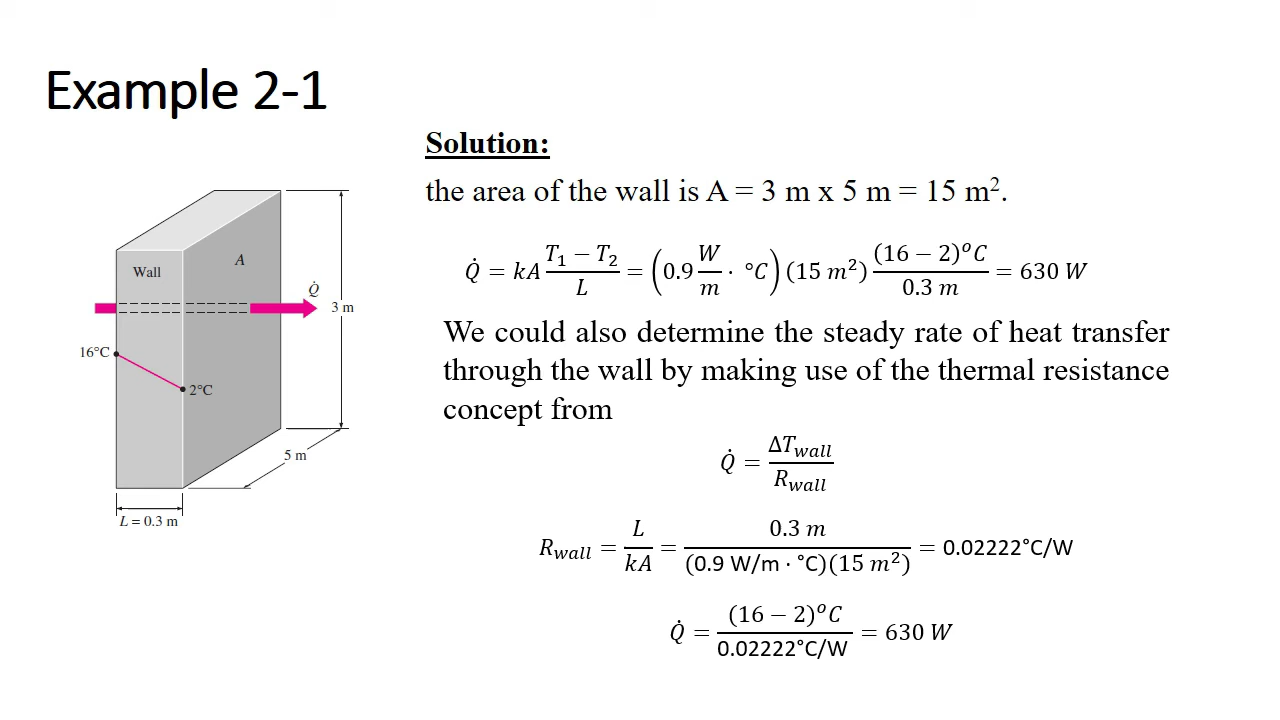 Example 2-1
Solution:
the area of the wall is A = 3 m x 5 m = 15 m².
Q̇ = kA (T₁ − T₂)/L = (0.9 W/m · °C)(15 m²) (16 − 2)ᵒC/0.3 m = 630 W
We could also determine the steady rate of heat transfer
through the wall by making use of the thermal resistance
concept from
Q̇ = ΔT_wall/R_wall
R_wall = L/kA = 0.3 m/(0.9 W/m · °C)(15 m²) = 0.02222°C/W
Q̇ = (16 − 2)ᵒC/0.02222°C/W = 630 W
Wall
A
Q̇
3 m
16°C
2°C
5 m
L = 0.3 m